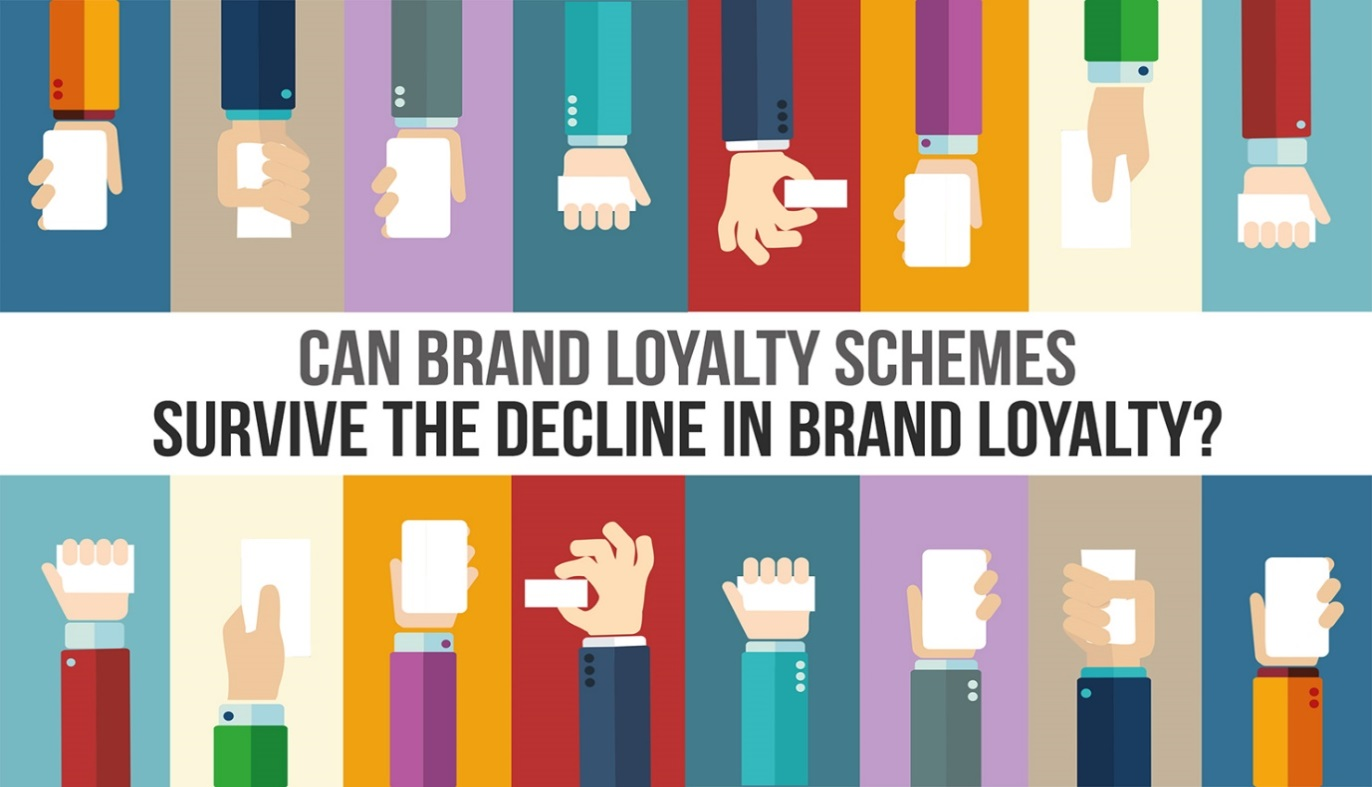 CAN BRAND LOYALTY SCHEMES
SURVIVE THE DECLINE IN BRAND LOYALTY?